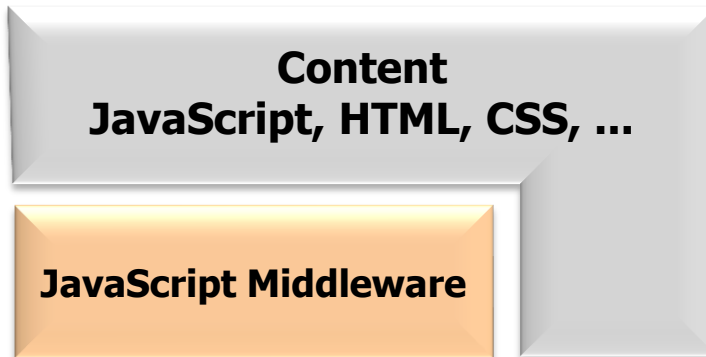 Content
JavaScript, HTML, CSS, ...
JavaScript Middleware